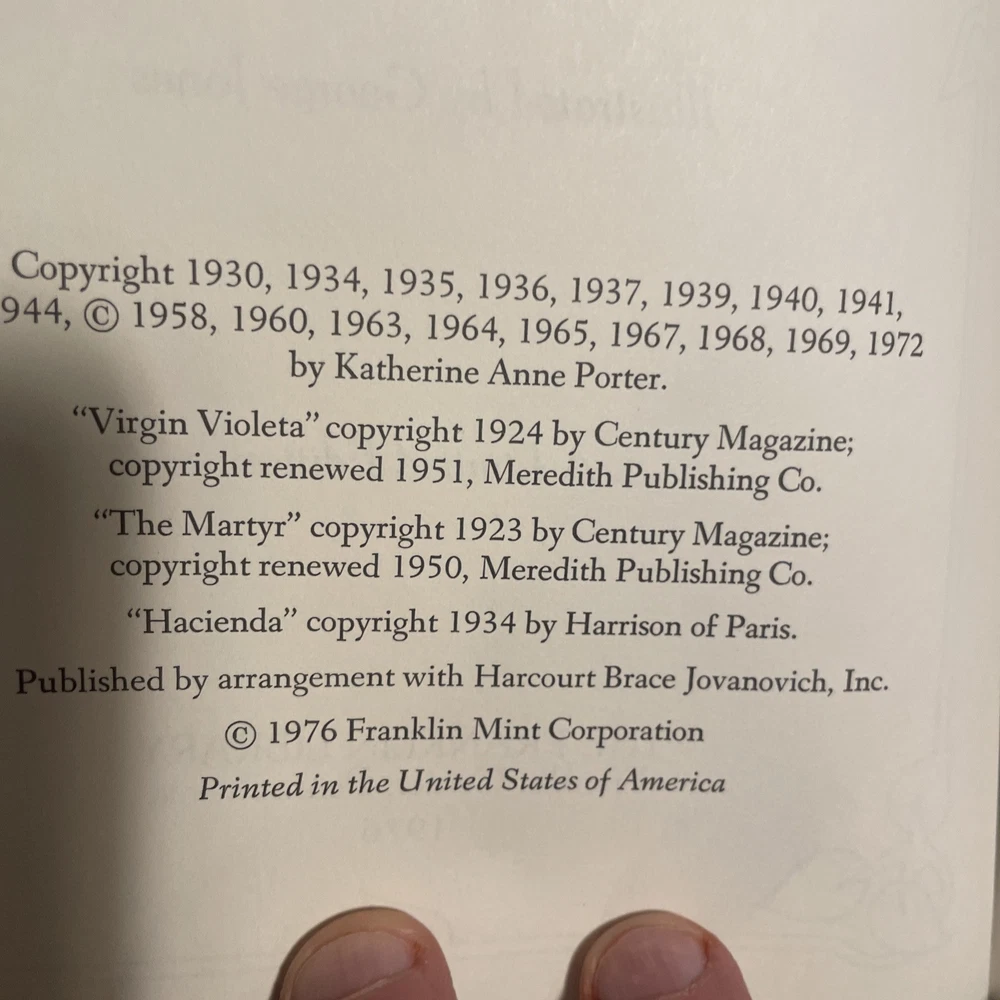 Copyright 1930, 1934, 1935, 1936, 1937, 1939, 1940, 1941,
944, © 1958, 1960, 1963, 1964, 1965, 1967, 1968, 1969, 1972
by Katherine Anne Porter.
“Virgin Violeta” copyright 1924 by Century Magazine;
copyright renewed 1951, Meredith Publishing Co.
“The Martyr” copyright 1923 by Century Magazine;
copyright renewed 1950, Meredith Publishing Co.
“Hacienda” copyright 1934 by Harrison of Paris.
Published by arrangement with Harcourt Brace Jovanovich, Inc.
© 1976 Franklin Mint Corporation
Printed in the United States of America